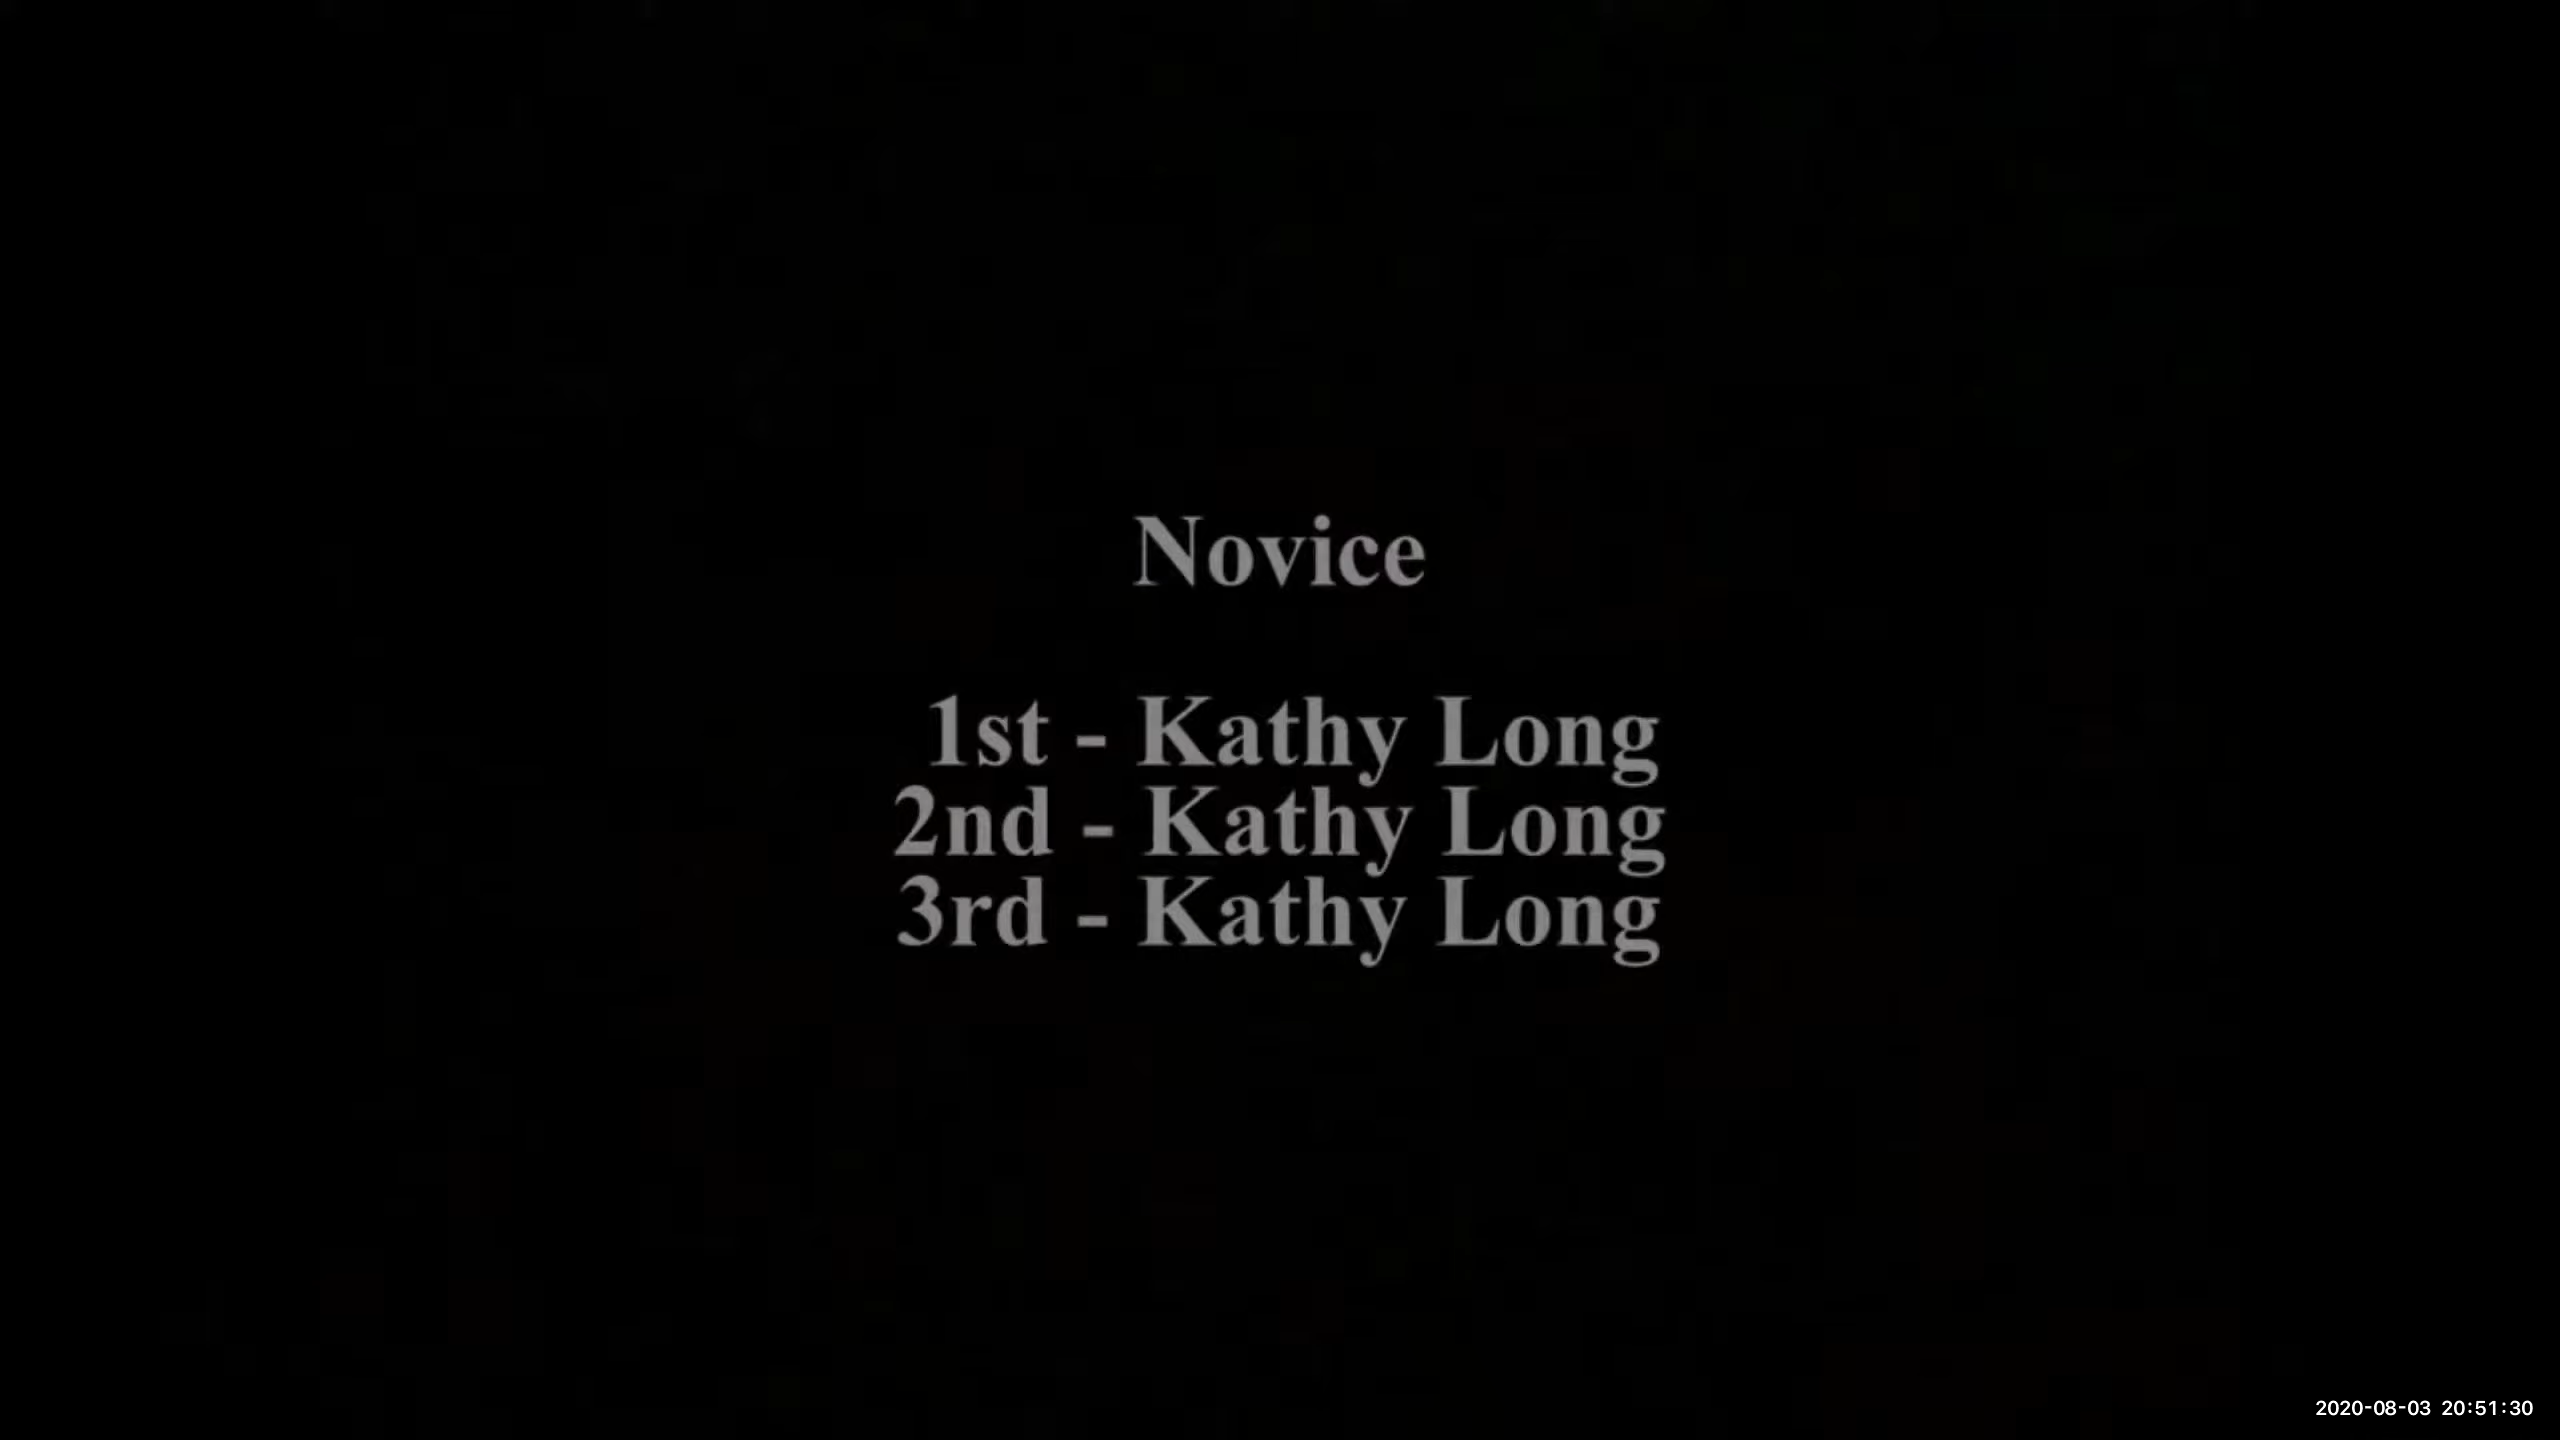 Novice
1st - Kathy Long
2nd - Kathy Long
3rd - Kathy Long
2020-08-03 20:51:30